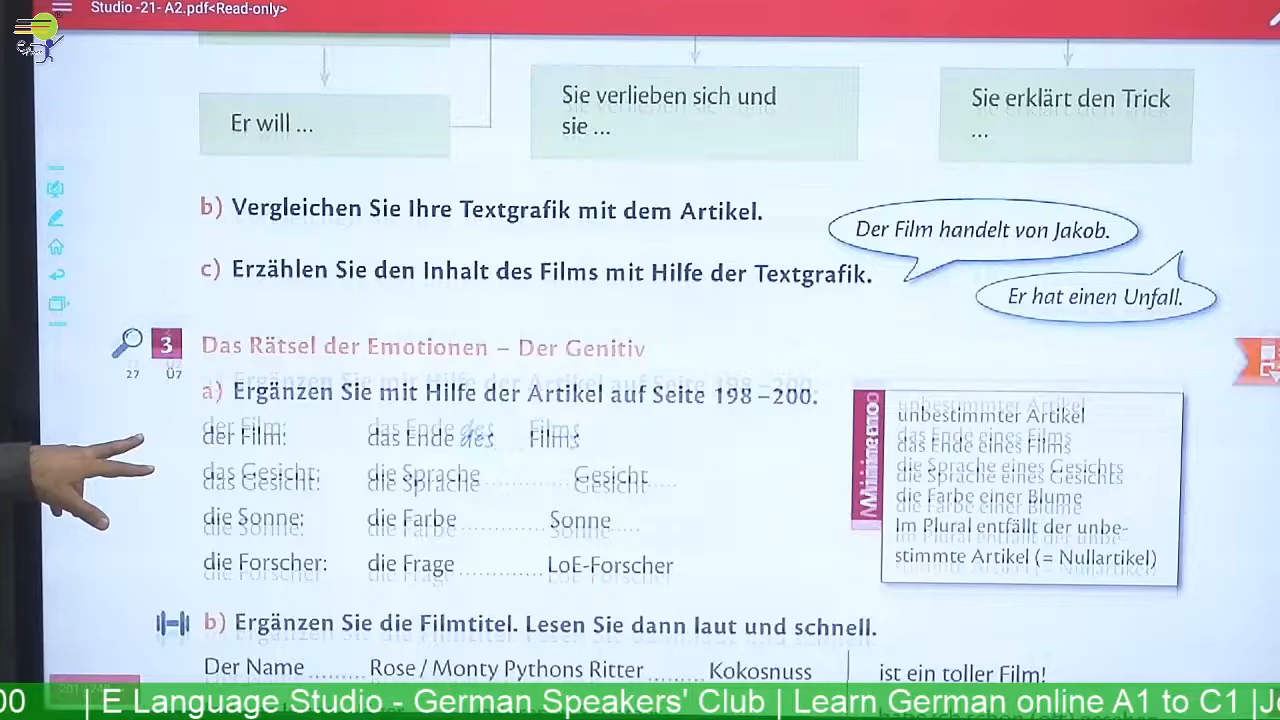 Studio -21- A2.pdf<Read-only>
Er will ...
Sie verlieben sich und
sie ...
Sie erklärt den Trick
...
b) Vergleichen Sie Ihre Textgrafik mit dem Artikel.
Der Film handelt von Jakob.
c) Erzählen Sie den Inhalt des Films mit Hilfe der Textgrafik.
Er hat einen Unfall.
3 Das Rätsel der Emotionen – Der Genitiv
27 Ü7
a) Ergänzen Sie mit Hilfe der Artikel auf Seite 198–200.
der Film: das Ende des Films
das Gesicht: die Sprache ............ Gesicht.....
die Sonne: die Farbe ............ Sonne ....
die Forscher: die Frage ............ LoE-Forscher
Minimemo
unbestimmter Artikel
das Ende eines Films
die Sprache eines Gesichts
die Farbe einer Blume
Im Plural entfällt der unbe-
stimmte Artikel (= Nullartikel)
b) Ergänzen Sie die Filmtitel. Lesen Sie dann laut und schnell.
Der Name ......... Rose / Monty Pythons Ritter ......... Kokosnuss
ist ein toller Film!
00 | E Language Studio - German Speakers' Club | Learn German online A1 to C1 |